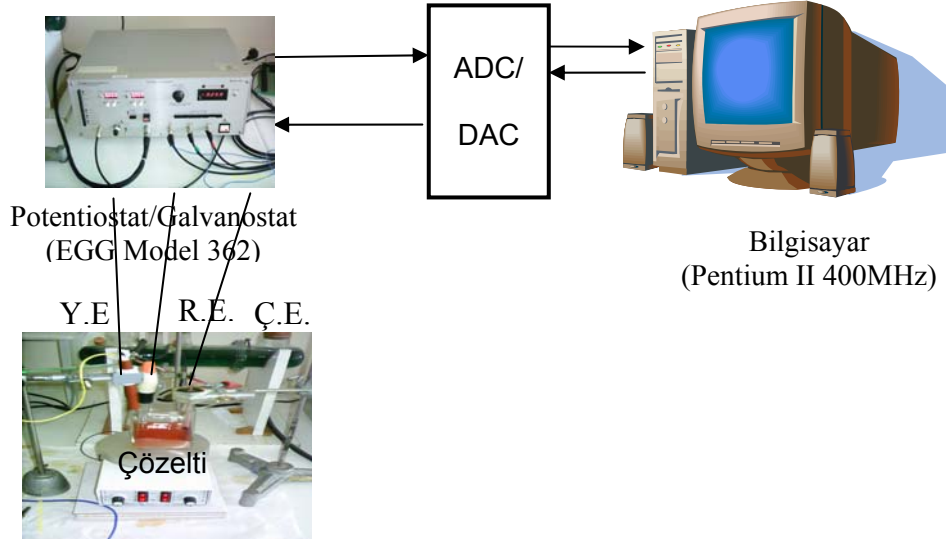 ADC/
DAC
Potentiostat/Galvanostat
(EGG Model 362)
Bilgisayar
(Pentium II 400MHz)
Y.E
R.E.
Ç.E.
Çözelti